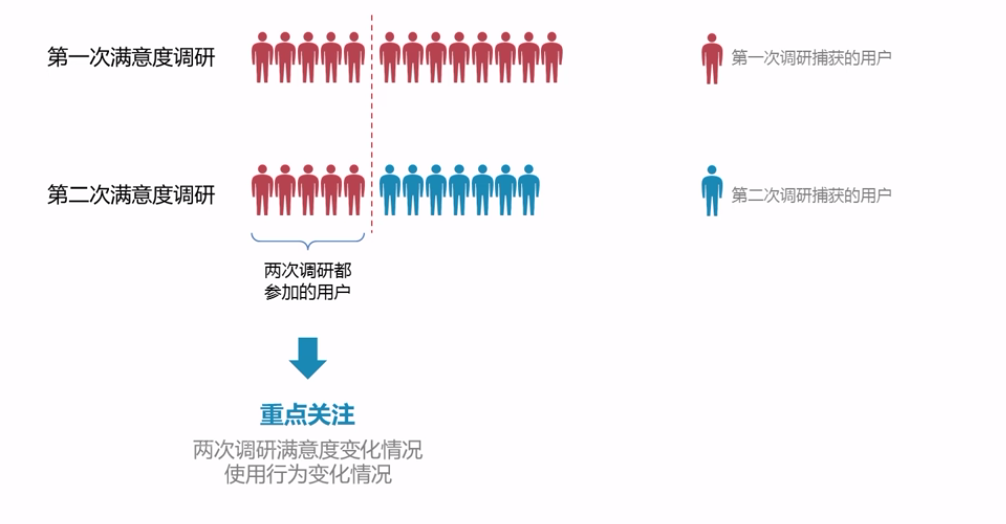 第一次满意度调研
第一次调研捕获的用户
第二次满意度调研
第二次调研捕获的用户
两次调研都
参加的用户
重点关注
两次调研满意度变化情况
使用行为变化情况